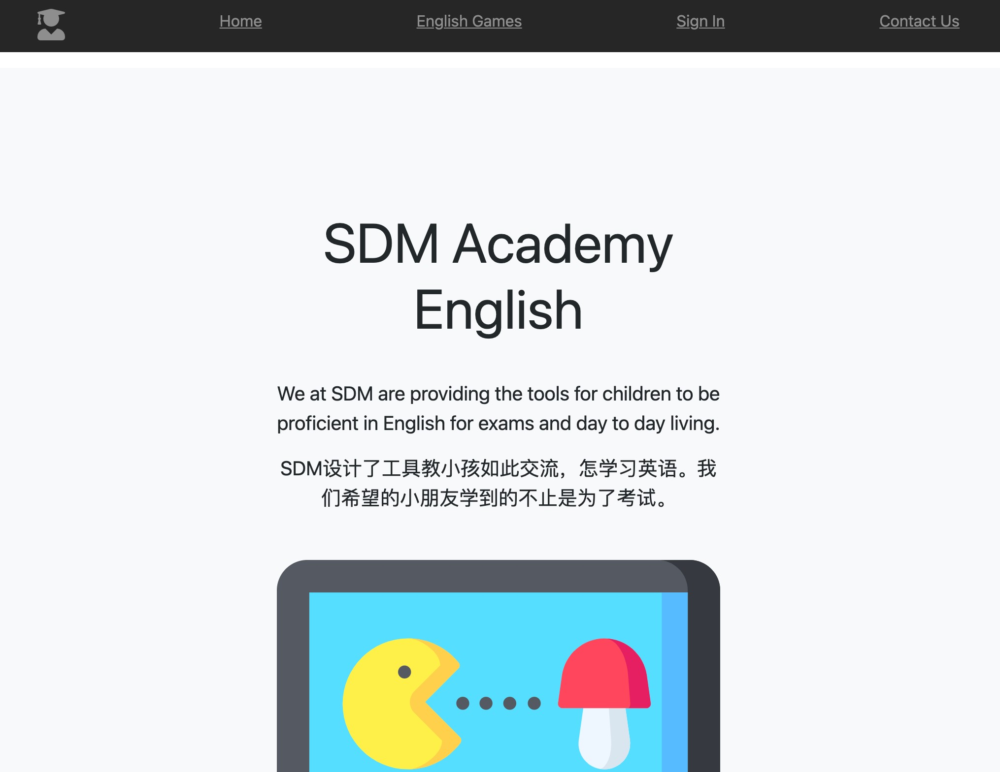 Home
English Games
Sign In
Contact Us
SDM Academy
English
We at SDM are providing the tools for children to be
proficient in English for exams and day to day living.
SDM设计了工具教小孩如此交流，怎学习英语。我
们希望的小朋友学到的不止是为了考试。